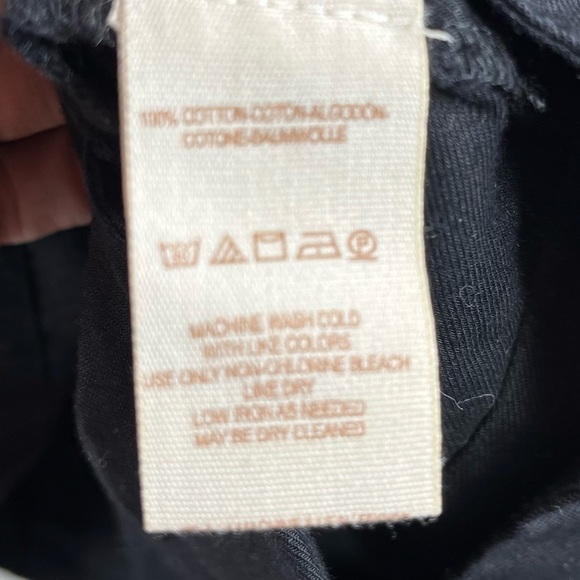 100% COTTON-COTON-ALGODÓN-
COTONE-BAUMWOLLE
P
MACHINE WASH COLD
WITH LIKE COLORS
USE ONLY NON-CHLORINE BLEACH
LIKE DRY
LOW IRON AS NEEDED
MAY BE DRY CLEANED